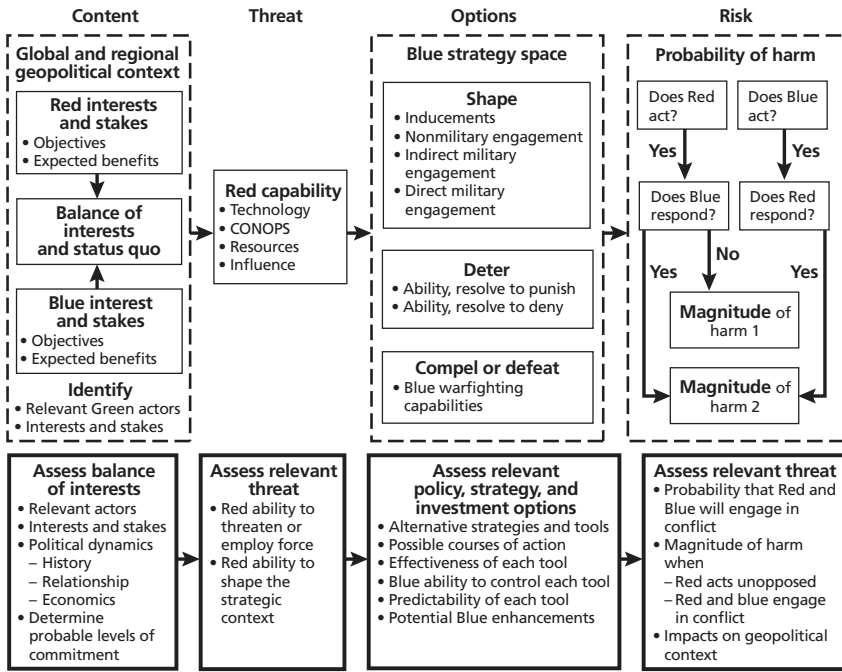 Content
Threat
Options
Risk
Global and regional
geopolitical context
Red interests
and stakes
• Objectives
• Expected benefits
Balance of
interests
and status quo
Blue interest
and stakes
• Objectives
• Expected benefits
Identify
• Relevant Green actors
• Interests and stakes
Red capability
• Technology
• CONOPS
• Resources
• Influence
Blue strategy space
Shape
• Inducements
• Nonmilitary engagement
• Indirect military
engagement
• Direct military
engagement
Deter
• Ability, resolve to punish
• Ability, resolve to deny
Compel or defeat
• Blue warfighting
capabilities
Probability of harm
Does Red
act?
Does Blue
act?
Yes
Yes
Does Blue
respond?
Does Red
respond?
Yes
No
Yes
Magnitude of
harm 1
Magnitude of
harm 2
Assess balance
of interests
• Relevant actors
• Interests and stakes
• Political dynamics
– History
– Relationship
– Economics
• Determine
probable levels of
commitment
Assess relevant
threat
• Red ability to
threaten or
employ force
• Red ability to
shape the
strategic
context
Assess relevant
policy, strategy, and
investment options
• Alternative strategies and tools
• Possible courses of action
• Effectiveness of each tool
• Blue ability to control each tool
• Predictability of each tool
• Potential Blue enhancements
Assess relevant threat
• Probability that Red and
Blue will engage in
conflict
• Magnitude of harm
when
– Red acts unopposed
– Red and blue engage
in conflict
• Impacts on geopolitical
context